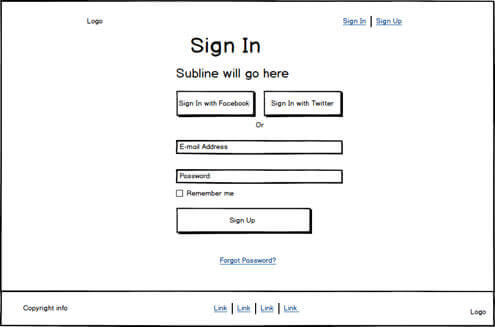 Logo
Sign In | Sign Up
Sign In
Subline will go here
Sign In with Facebook
Sign In with Twitter
Or
E-mail Address
Password
Remember me
Sign Up
Forgot Password?
Copyright info
Link | Link | Link | Link
Logo